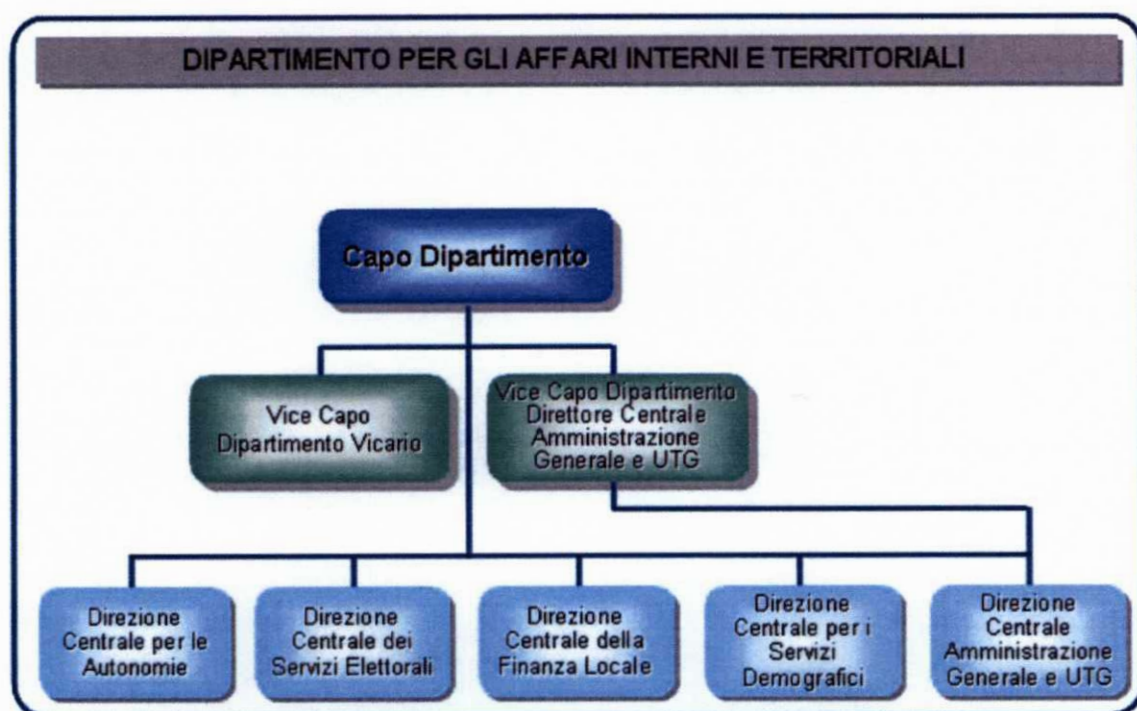 DIPARTIMENTO PER GLI AFFARI INTERNI E TERRITORIALI
Capo Dipartimento
Vice Capo
Dipartimento Vicario
Vice Capo Dipartimento
Direttore Centrale
Amministrazione
Generale e UTG
Direzione
Centrale per le
Autonomie
Direzione
Centrale dei
Servizi Elettorali
Direzione
Centrale della
Finanza Locale
Direzione
Centrale per i
Servizi
Demografici
Direzione
Centrale
Amministrazione
Generale e UTG